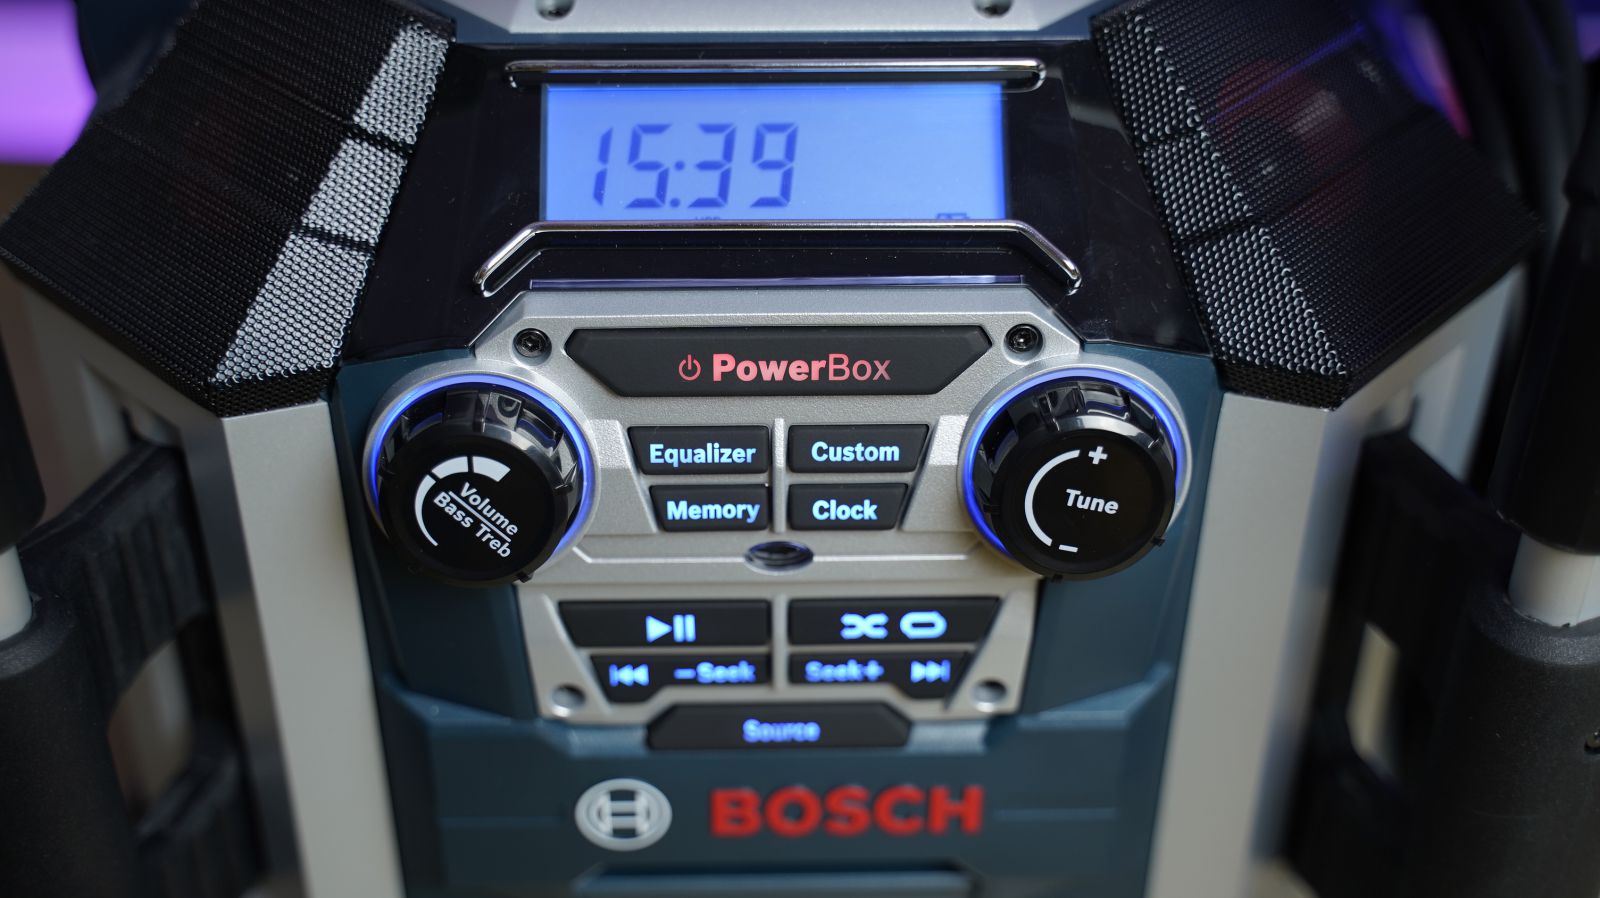 15:39
PowerBox
Equalizer
Custom
Memory
Clock
Volume
Bass Treb
+
Tune
−
− Seek
Seek +
Source
BOSCH